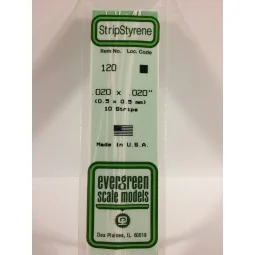 StripStyrene
Item No. Loc. Code
120
.020 x .020"
(0.5 x 0.5 mm)
10 Strips
Made in U.S.A.
evergreen
scale models
Des Plaines, IL 60018